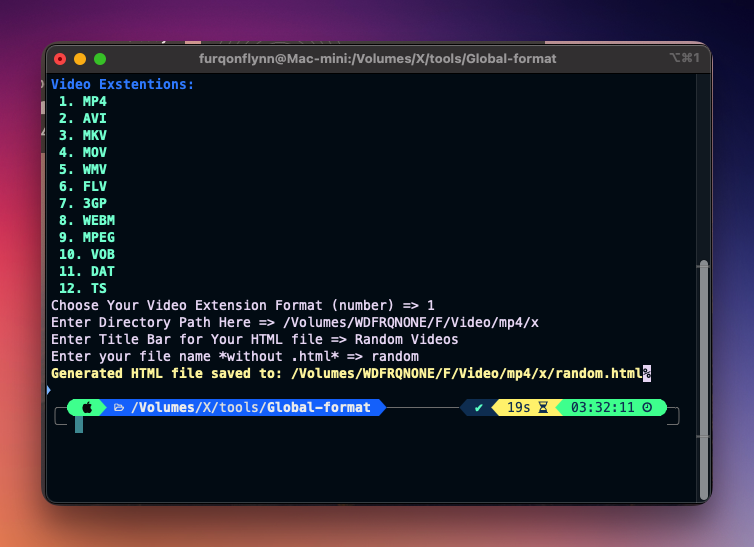 furqonflynn@Mac-mini:/Volumes/X/tools/Global-format
⌥⌘1
Video Exstentions:
1. MP4
2. AVI
3. MKV
4. MOV
5. WMV
6. FLV
7. 3GP
8. WEBM
9. MPEG
10. VOB
11. DAT
12. TS
Choose Your Video Extension Format (number) => 1
Enter Directory Path Here => /Volumes/WDFRQNONE/F/Video/mp4/x
Enter Title Bar for Your HTML file => Random Videos
Enter your file name *without .html* => random
Generated HTML file saved to: /Volumes/WDFRQNONE/F/Video/mp4/x/random.html%
/Volumes/X/tools/Global-format ✔ 19s 03:32:11